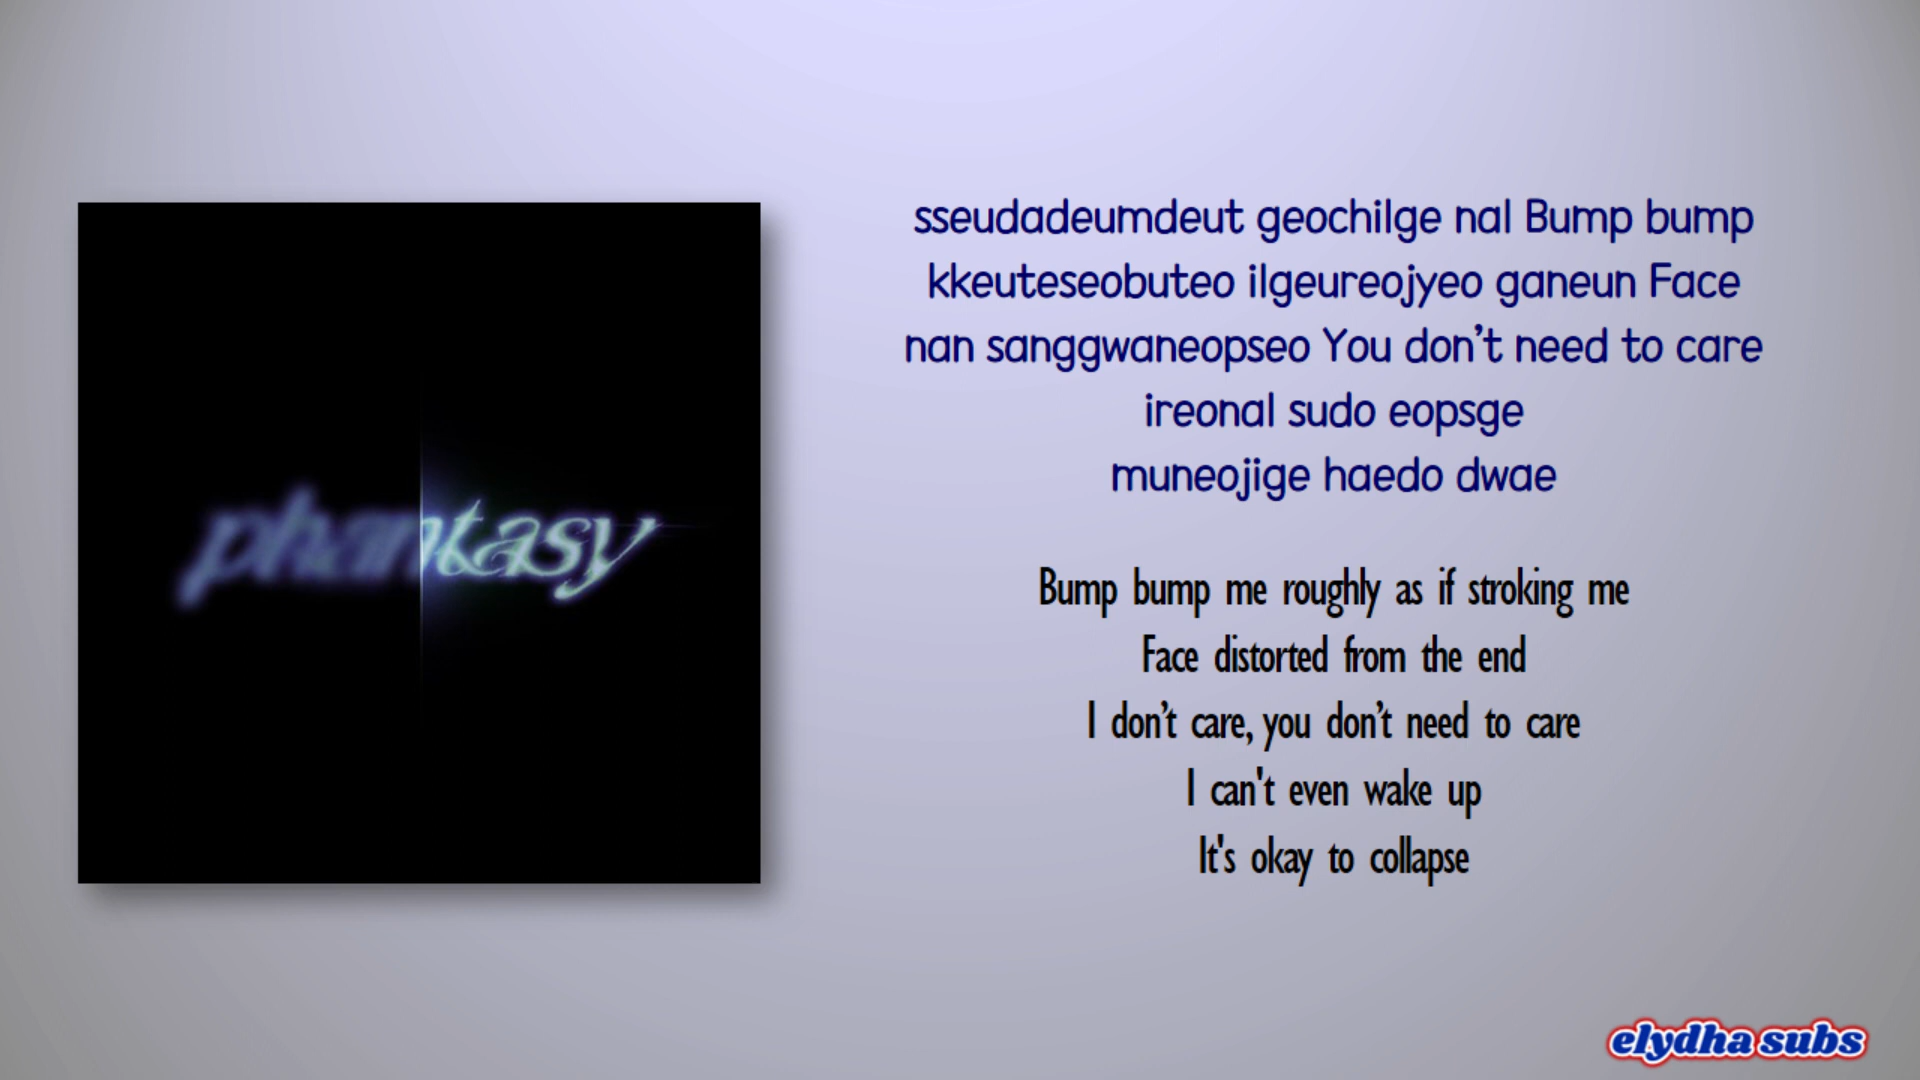 phantasy
sseudadeumdeut geochilge nal Bump bump
kkeuteseobuteo ilgeureojyeo ganeun Face
nan sanggwaneopseo You don’t need to care
ireonal sudo eopsge
muneojige haedo dwae
Bump bump me roughly as if stroking me
Face distorted from the end
I don’t care, you don’t need to care
I can't even wake up
It's okay to collapse
elydha subs